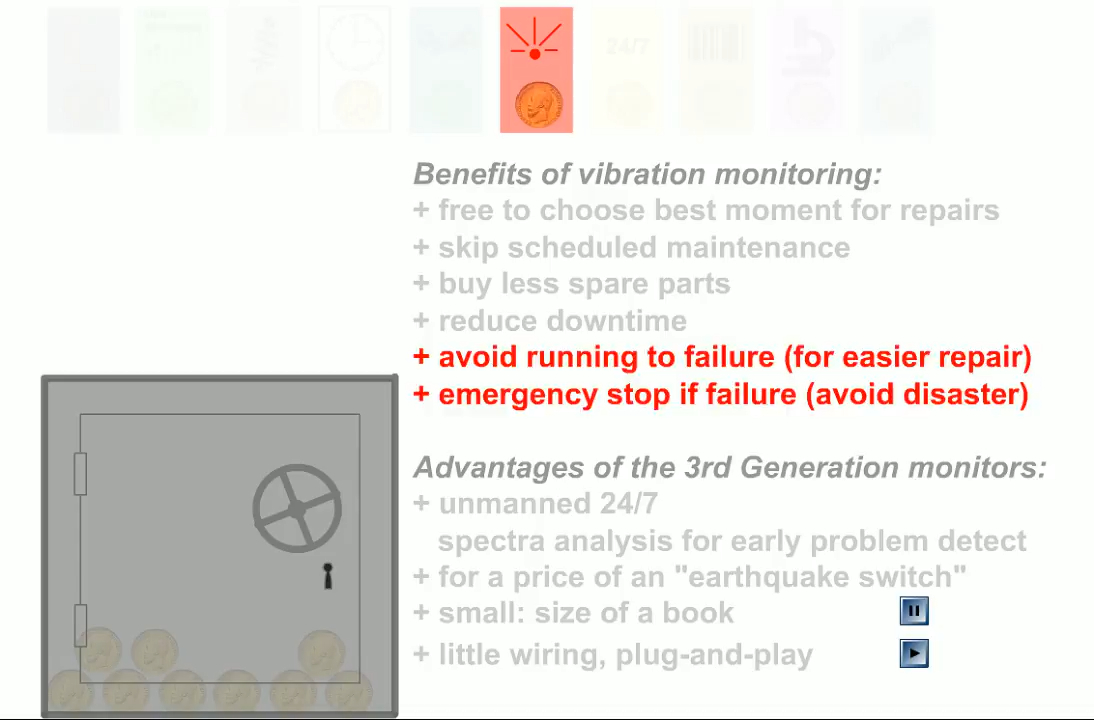 24/7
Benefits of vibration monitoring:
+ free to choose best moment for repairs
+ skip scheduled maintenance
+ buy less spare parts
+ reduce downtime
+ avoid running to failure (for easier repair)
+ emergency stop if failure (avoid disaster)
Advantages of the 3rd Generation monitors:
+ unmanned 24/7
spectra analysis for early problem detect
+ for a price of an "earthquake switch"
+ small: size of a book
+ little wiring, plug-and-play